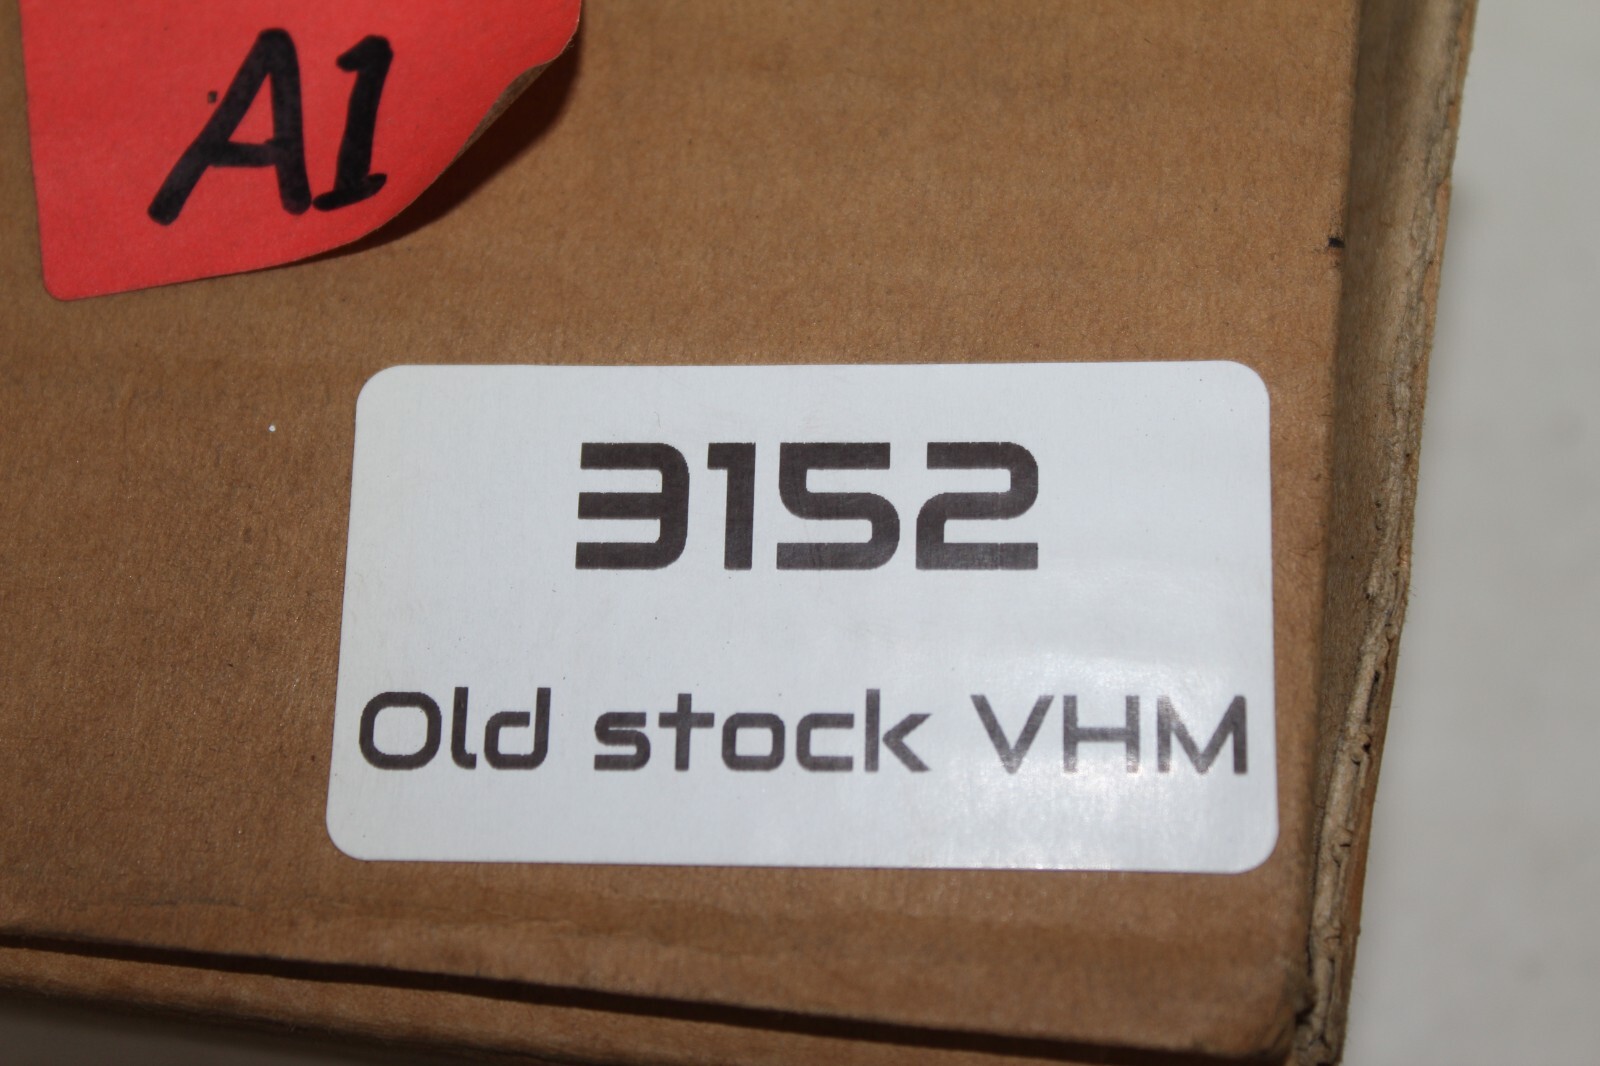 A1
3152
Old stock VHM